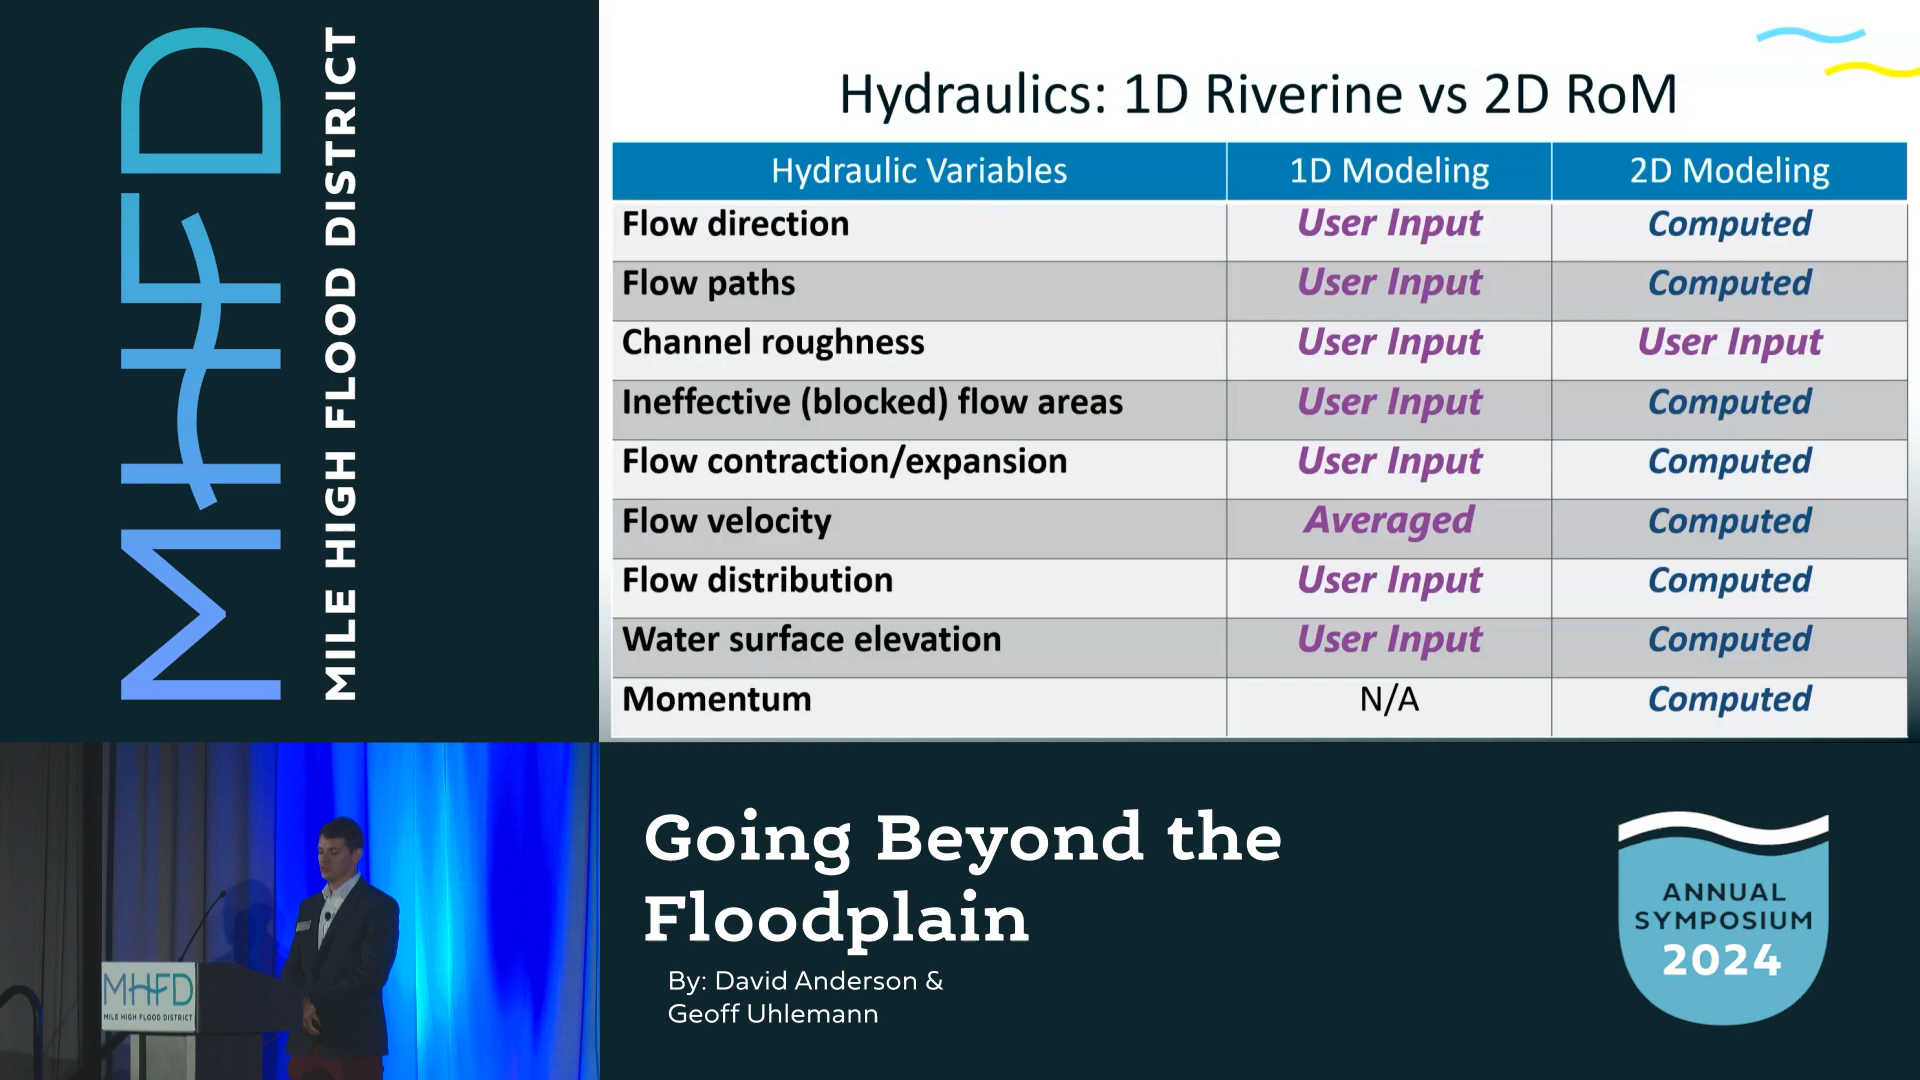 MHFD
MILE HIGH FLOOD DISTRICT
Hydraulics: 1D Riverine vs 2D RoM
Hydraulic Variables 1D Modeling 2D Modeling
Flow direction User Input Computed
Flow paths User Input Computed
Channel roughness User Input User Input
Ineffective (blocked) flow areas User Input Computed
Flow contraction/expansion User Input Computed
Flow velocity Averaged Computed
Flow distribution User Input Computed
Water surface elevation User Input Computed
Momentum N/A Computed
MHFD
MILE HIGH FLOOD DISTRICT
Going Beyond the
Floodplain
By: David Anderson &
Geoff Uhlemann
ANNUAL
SYMPOSIUM
2024